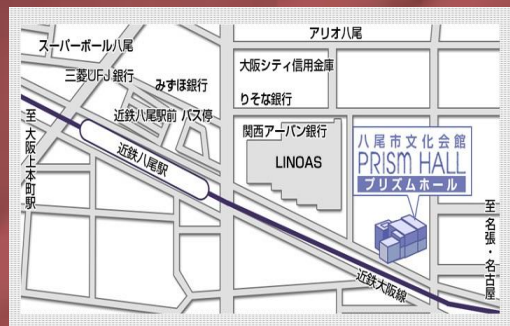 アリオ八尾
スーパーボール八尾
三菱UFJ銀行
みずほ銀行
大阪シティ信用金庫
りそな銀行
近鉄八尾駅前 バス停
関西アーバン銀行
LINOAS
八尾市文化会館
PRISM HALL
プリズムホール
至 大阪上本町駅
近鉄八尾駅
至 名張・名古屋
近鉄大阪線